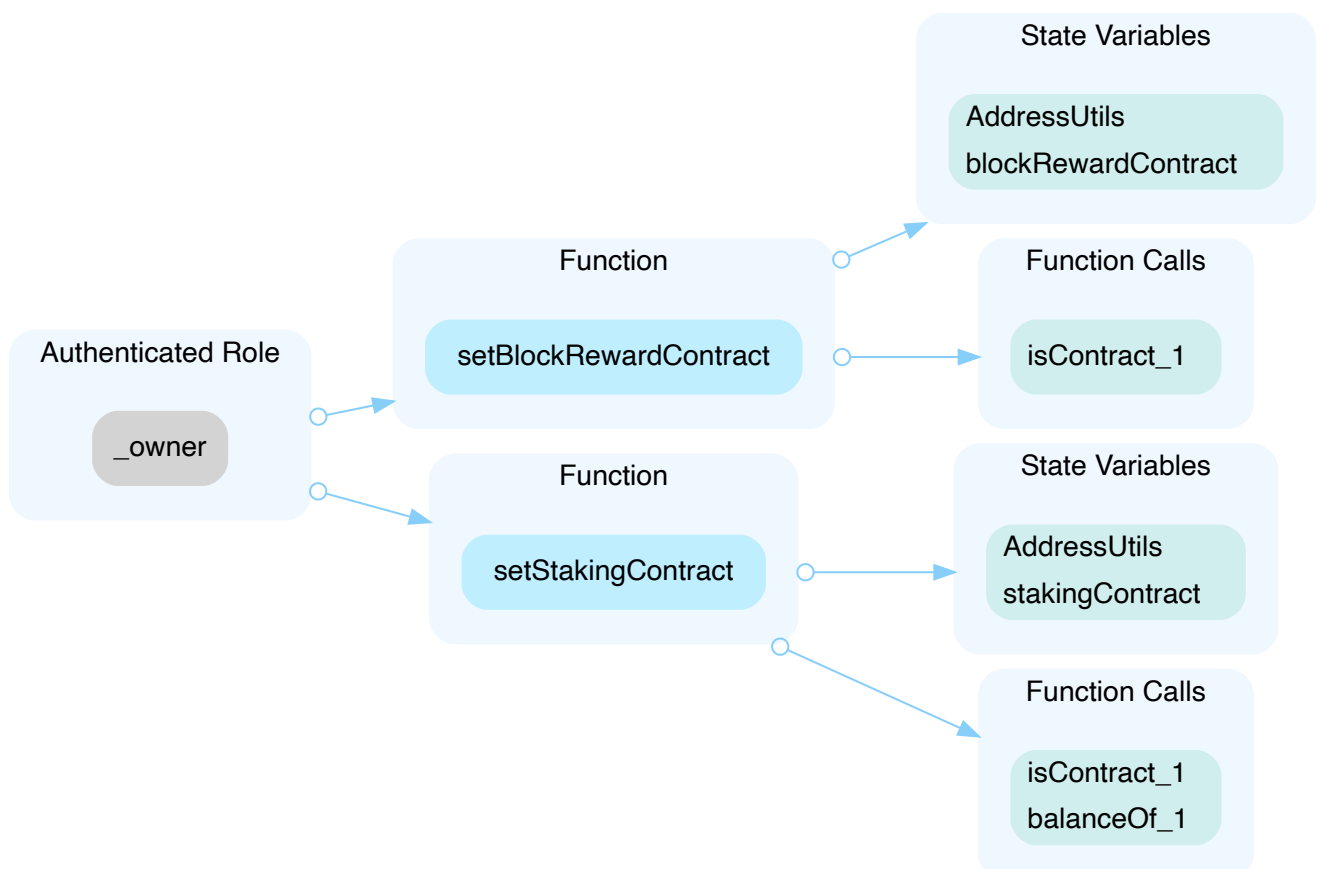 Authenticated Role
_owner
Function
setBlockRewardContract
State Variables
AddressUtils
blockRewardContract
Function Calls
isContract_1
Function
setStakingContract
State Variables
AddressUtils
stakingContract
Function Calls
isContract_1
balanceOf_1